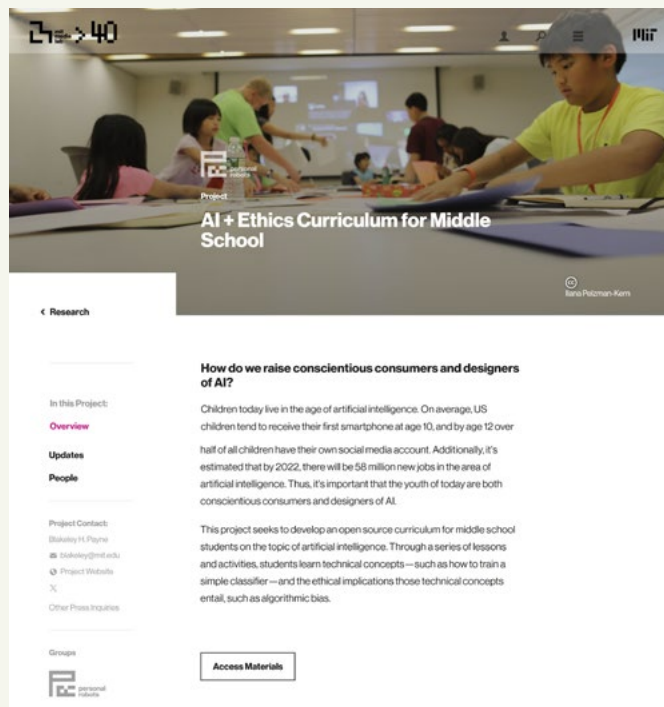 mit media lab > 40
MIT
personal robots
Project
AI + Ethics Curriculum for Middle
School
cc
Ilana Pelzman-Kern
< Research
How do we raise conscientious consumers and designers
of AI?
In this Project:
Overview
Updates
People
Children today live in the age of artificial intelligence. On average, US
children tend to receive their first smartphone at age 10, and by age 12 over
half of all children have their own social media account. Additionally, it's
estimated that by 2022, there will be 58 million new jobs in the area of
artificial intelligence. Thus, it's important that the youth of today are both
conscientious consumers and designers of AI.
This project seeks to develop an open source curriculum for middle school
students on the topic of artificial intelligence. Through a series of lessons
and activities, students learn technical concepts—such as how to train a
simple classifier—and the ethical implications those technical concepts
entail, such as algorithmic bias.
Project Contact:
Blakeley H. Payne
blakeley@mit.edu
Project Website
X
Other Press Inquiries
Access Materials
Groups
personal robots